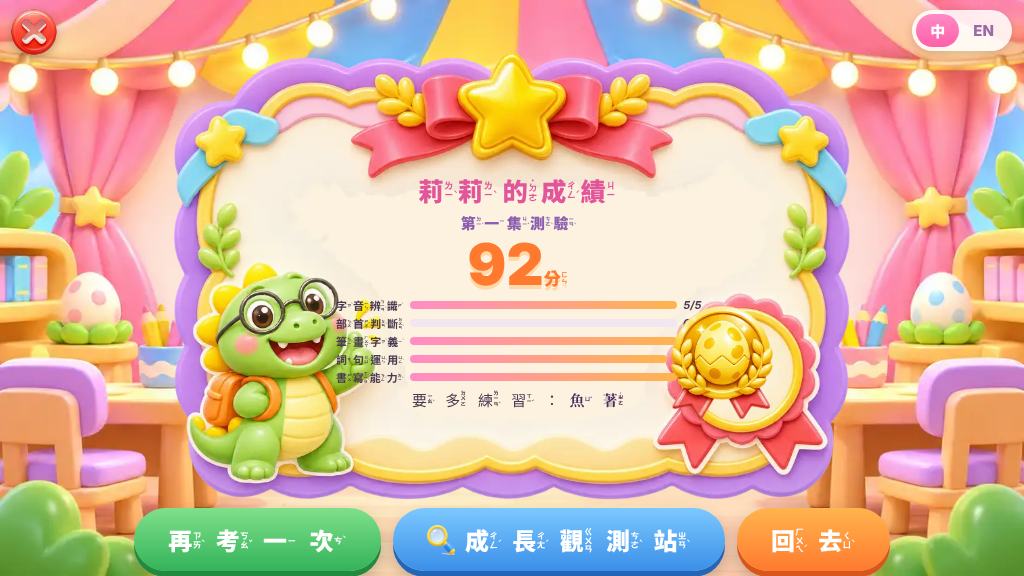 中 EN
莉莉的成績
第一集測驗
92分
字音辨識 5/5
部首判斷
筆畫字義
詞句運用
書寫能力
要多練習：魚 著
再考一次
成長觀測站
回去